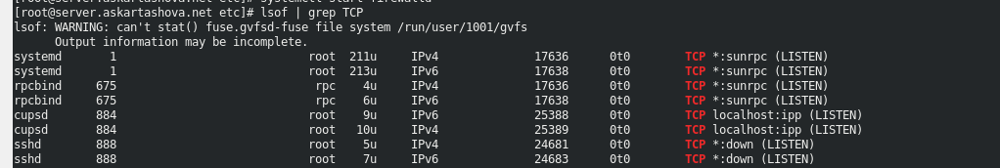 [root@server.askartashova.net etc]# systemctl start firewalld
[root@server.askartashova.net etc]# lsof | grep TCP
lsof: WARNING: can't stat() fuse.gvfsd-fuse file system /run/user/1001/gvfs
      Output information may be incomplete.
systemd       1                            root  211u     IPv4              17636      0t0        TCP *:sunrpc (LISTEN)
systemd       1                            root  213u     IPv6              17638      0t0        TCP *:sunrpc (LISTEN)
rpcbind     675                             rpc    4u     IPv4              17636      0t0        TCP *:sunrpc (LISTEN)
rpcbind     675                             rpc    6u     IPv6              17638      0t0        TCP *:sunrpc (LISTEN)
cupsd       884                            root    9u     IPv6              25388      0t0        TCP localhost:ipp (LISTEN)
cupsd       884                            root   10u     IPv4              25389      0t0        TCP localhost:ipp (LISTEN)
sshd        888                            root    5u     IPv4              24681      0t0        TCP *:down (LISTEN)
sshd        888                            root    7u     IPv6              24683      0t0        TCP *:down (LISTEN)